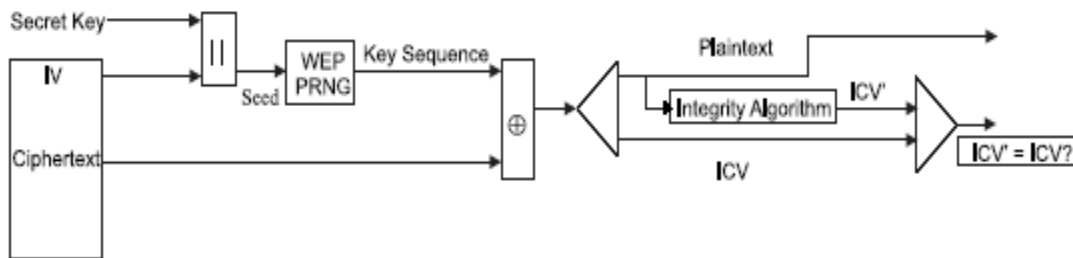 Secret Key
IV
||
Seed
WEP
PRNG
Key Sequence
Ciphertext
⊕
Plaintext
Integrity Algorithm
ICV'
ICV
ICV' = ICV?